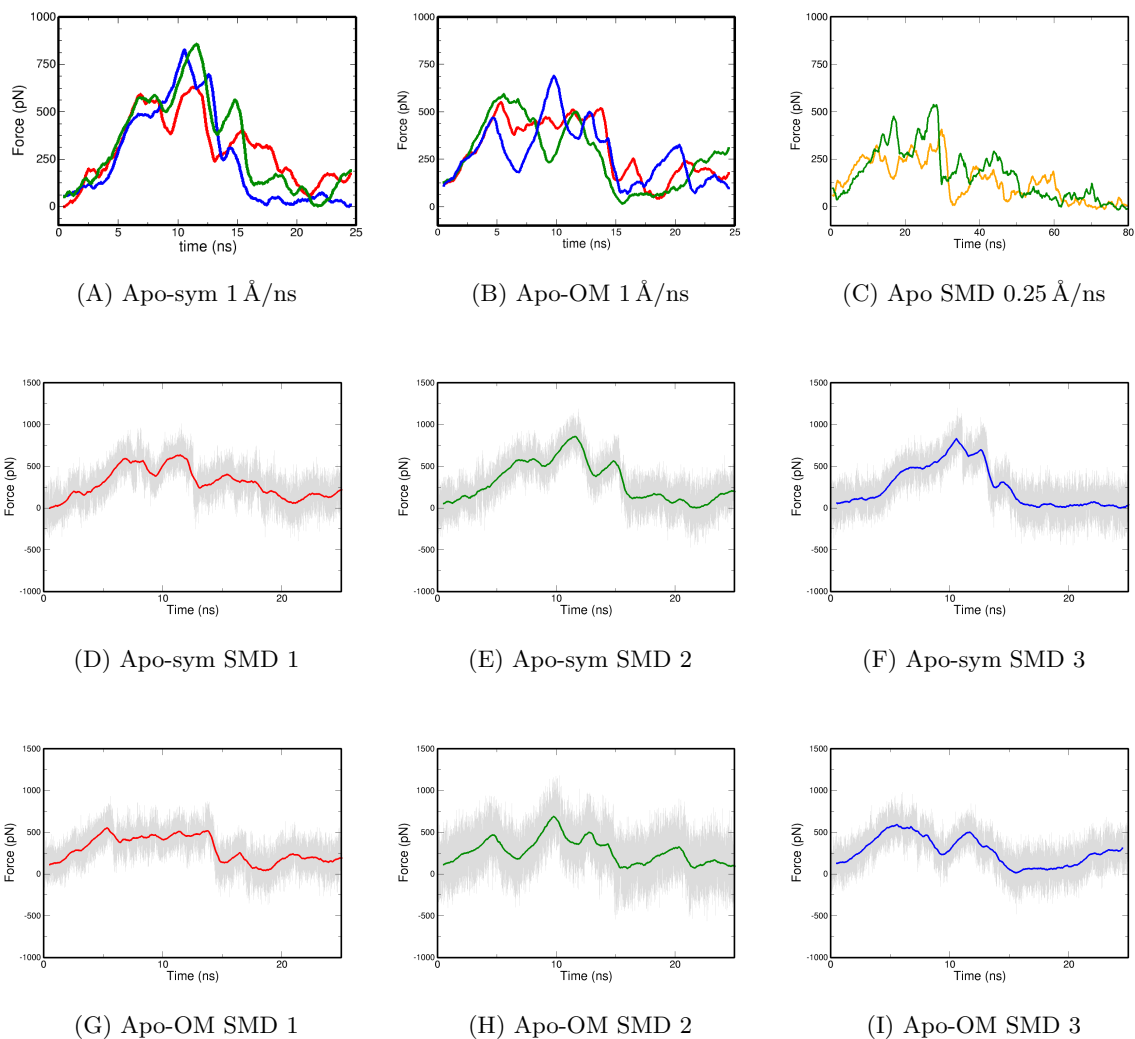 1000
750
500
250
0
Force (pN)
0 5 10 15 20 25
time (ns)
(A) Apo-sym 1 Å/ns
1000
750
500
250
0
Force (pN)
0 5 10 15 20 25
time (ns)
(B) Apo-OM 1 Å/ns
1000
750
500
250
0
Force (pN)
0 20 40 60 80
Time (ns)
(C) Apo SMD 0.25 Å/ns
1500
1000
500
0
-500
-1000
Force (pN)
0 10 20
Time (ns)
(D) Apo-sym SMD 1
1500
1000
500
0
-500
-1000
Force (pN)
0 10 20
Time (ns)
(E) Apo-sym SMD 2
1500
1000
500
0
-500
-1000
Force (pN)
0 10 20
Time (ns)
(F) Apo-sym SMD 3
1500
1000
500
0
-500
-1000
Force (pN)
0 10 20
Time (ns)
(G) Apo-OM SMD 1
1500
1000
500
0
-500
-1000
Force (pN)
0 10 20
Time (ns)
(H) Apo-OM SMD 2
1500
1000
500
0
-500
-1000
Force (pN)
0 10 20
Time (ns)
(I) Apo-OM SMD 3